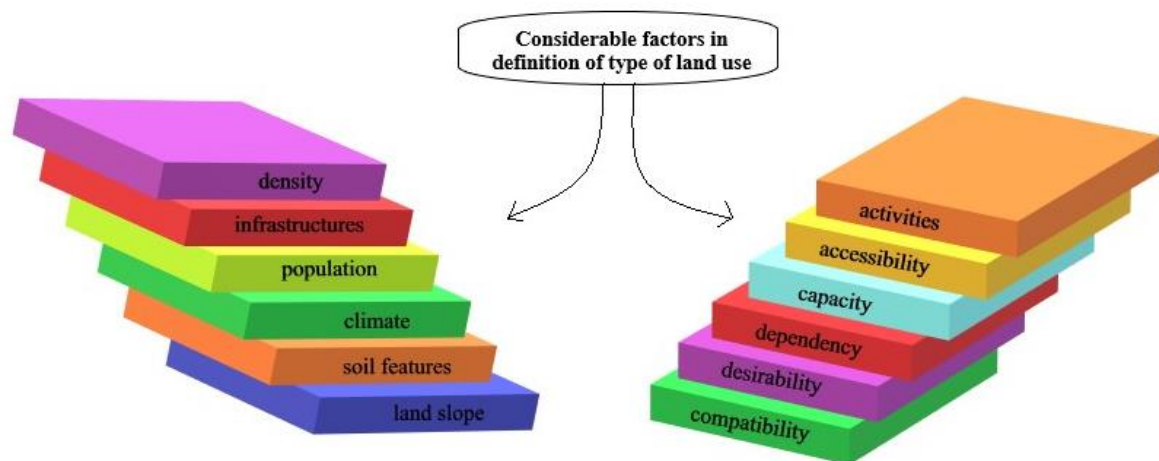 Considerable factors in
definition of type of land use
density
infrastructures
population
climate
soil features
land slope
activities
accessibility
capacity
dependency
desirability
compatibility